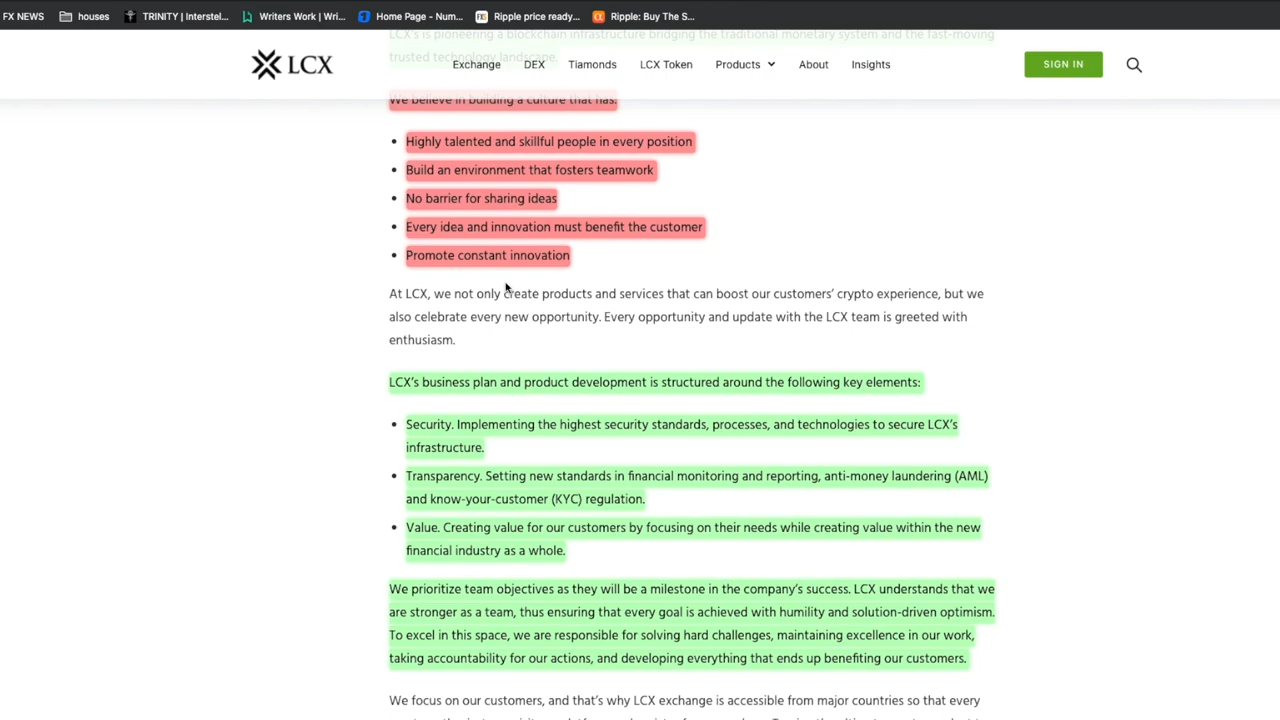 FX NEWS houses TRINITY | Interstel... Writers Work | Wri... Home Page - Num... Ripple price ready... Ripple: Buy The S...
LCX's is pioneering a blockchain infrastructure bridging the traditional monetary system and the fast-moving
trusted technology landscape.
LCX Exchange DEX Tiamonds LCX Token Products About Insights SIGN IN
We believe in building a culture that has:
• Highly talented and skillful people in every position
• Build an environment that fosters teamwork
• No barrier for sharing ideas
• Every idea and innovation must benefit the customer
• Promote constant innovation
At LCX, we not only create products and services that can boost our customers' crypto experience, but we
also celebrate every new opportunity. Every opportunity and update with the LCX team is greeted with
enthusiasm.
LCX's business plan and product development is structured around the following key elements:
• Security. Implementing the highest security standards, processes, and technologies to secure LCX's
infrastructure.
• Transparency. Setting new standards in financial monitoring and reporting, anti-money laundering (AML)
and know-your-customer (KYC) regulation.
• Value. Creating value for our customers by focusing on their needs while creating value within the new
financial industry as a whole.
We prioritize team objectives as they will be a milestone in the company's success. LCX understands that we
are stronger as a team, thus ensuring that every goal is achieved with humility and solution-driven optimism.
To excel in this space, we are responsible for solving hard challenges, maintaining excellence in our work,
taking accountability for our actions, and developing everything that ends up benefiting our customers.
We focus on our customers, and that's why LCX exchange is accessible from major countries so that every